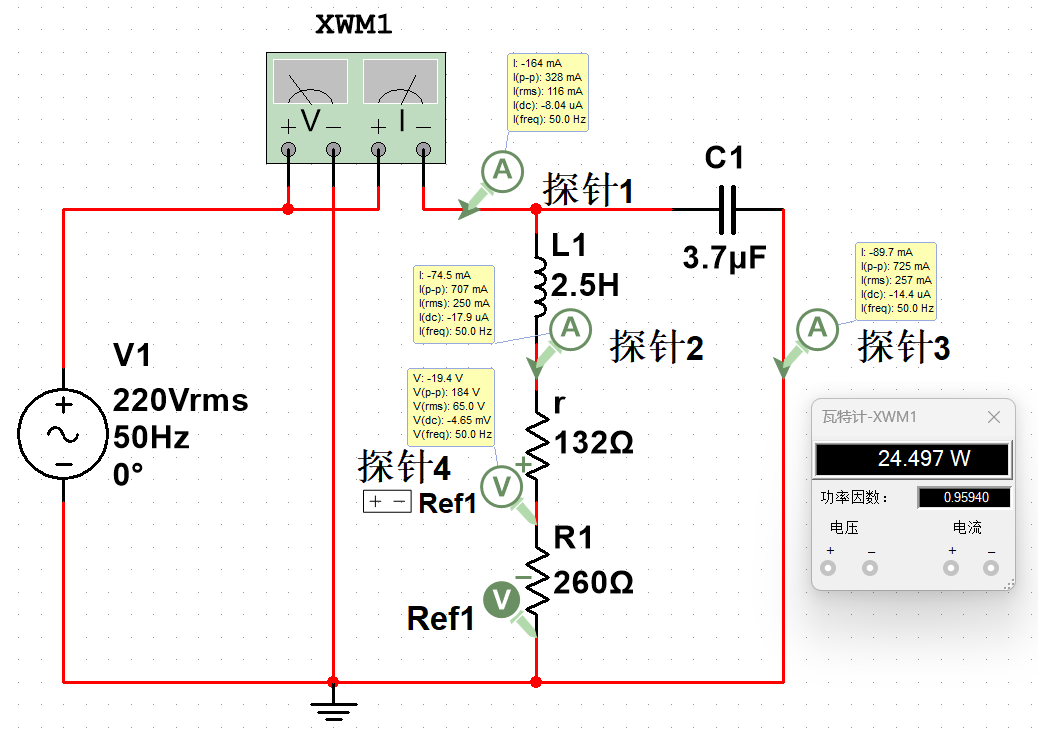 XWM1
V
I
+ − + −
I: -164 mA
I(p-p): 328 mA
I(rms): 116 mA
I(dc): -8.04 uA
I(freq): 50.0 Hz
A
探针1
C1
3.7µF
L1
2.5H
I: -74.5 mA
I(p-p): 707 mA
I(rms): 250 mA
I(dc): -17.9 uA
I(freq): 50.0 Hz
A
探针2
I: -89.7 mA
I(p-p): 725 mA
I(rms): 257 mA
I(dc): -14.4 uA
I(freq): 50.0 Hz
A
探针3
V1
220Vrms
50Hz
0°
V: -19.4 V
V(p-p): 184 V
V(rms): 65.0 V
V(dc): -4.65 mV
V(freq): 50.0 Hz
r
132Ω
探针4
+ − Ref1
V
+
R1
260Ω
−
V
Ref1
瓦特计-XWM1
24.497 W
功率因数： 0.95940
电压 电流
+ − + −